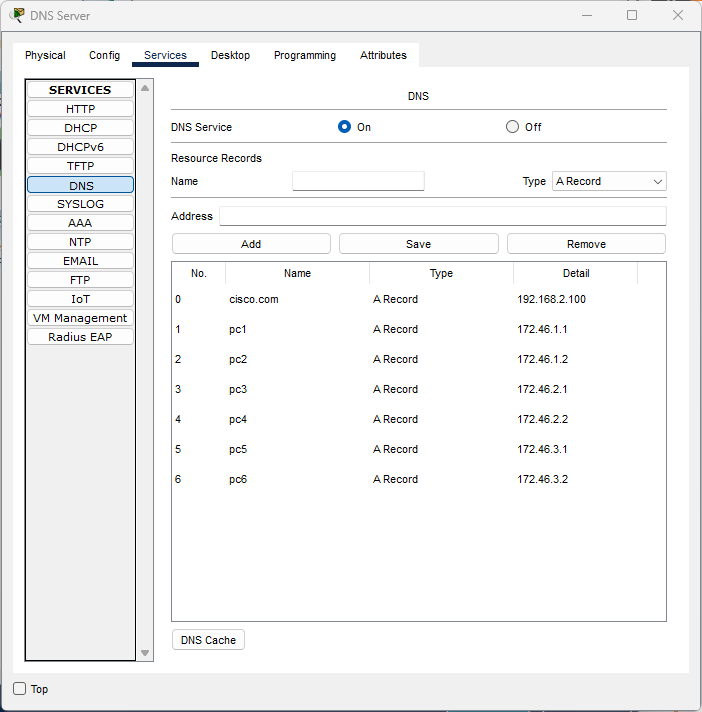 DNS Server
Physical Config Services Desktop Programming Attributes
SERVICES
HTTP
DHCP
DHCPv6
TFTP
DNS
SYSLOG
AAA
NTP
EMAIL
FTP
IoT
VM Management
Radius EAP
DNS
DNS Service On Off
Resource Records
Name Type A Record
Address
Add Save Remove
No. Name Type Detail
0 cisco.com A Record 192.168.2.100
1 pc1 A Record 172.46.1.1
2 pc2 A Record 172.46.1.2
3 pc3 A Record 172.46.2.1
4 pc4 A Record 172.46.2.2
5 pc5 A Record 172.46.3.1
6 pc6 A Record 172.46.3.2
DNS Cache
Top